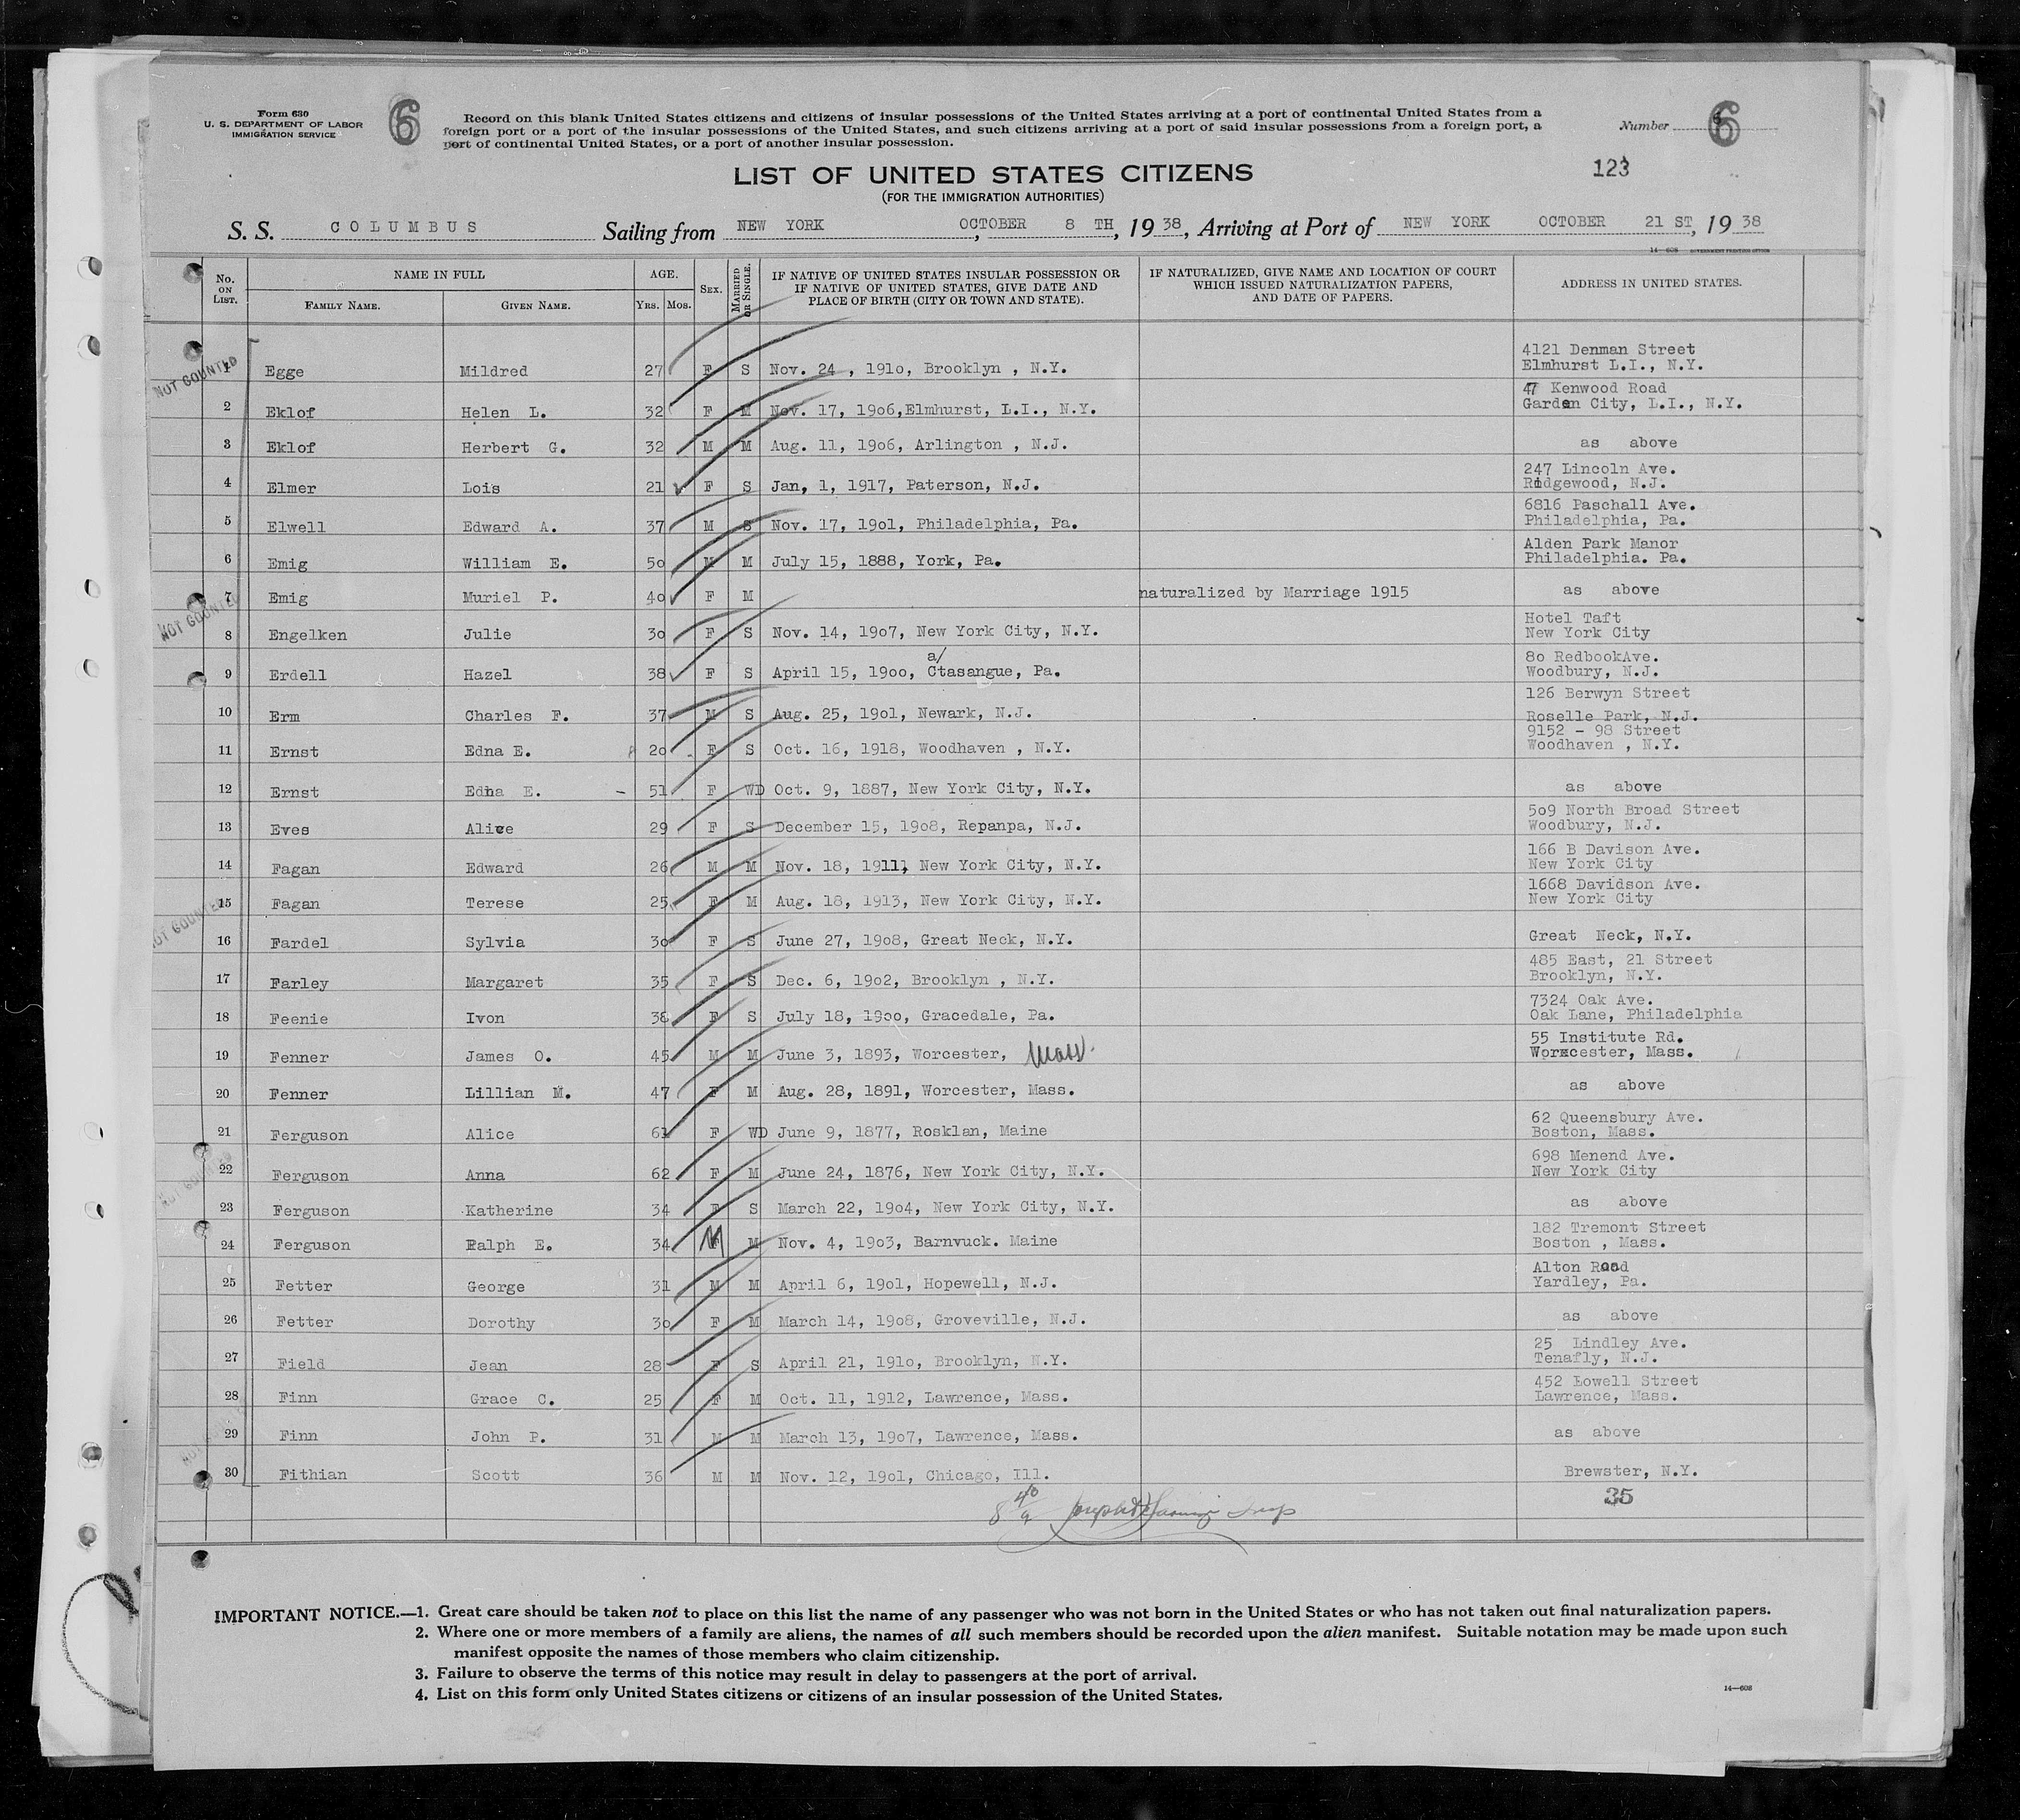 Form 630
U. S. DEPARTMENT OF LABOR
IMMIGRATION SERVICE
6
Record on this blank United States citizens and citizens of insular possessions of the United States arriving at a port of continental United States from a
foreign port or a port of the insular possessions of the United States, and such citizens arriving at a port of said insular possessions from a foreign port, a
port of continental United States, or a port of another insular possession.
Number 6
123
LIST OF UNITED STATES CITIZENS
(FOR THE IMMIGRATION AUTHORITIES)
S. S. COLUMBUS Sailing from NEW YORK, OCTOBER 8 TH, 19 38, Arriving at Port of NEW YORK OCTOBER 21 ST, 19 38
14—608 GOVERNMENT PRINTING OFFICE
No. ON LIST. NAME IN FULL AGE. SEX. MARRIED OR SINGLE. IF NATIVE OF UNITED STATES INSULAR POSSESSION OR IF NATIVE OF UNITED STATES, GIVE DATE AND PLACE OF BIRTH (CITY OR TOWN AND STATE). IF NATURALIZED, GIVE NAME AND LOCATION OF COURT WHICH ISSUED NATURALIZATION PAPERS, AND DATE OF PAPERS. ADDRESS IN UNITED STATES.
FAMILY NAME. GIVEN NAME. YRS. MOS.
NOT COUNTED
1 Egge Mildred 27 F S Nov. 24 , 1910, Brooklyn , N.Y. 4121 Denman Street Elmhurst L.I., N.Y.
2 Eklof Helen L. 32 F M Nov. 17, 1906,Elmhurst, L.I., N.Y. 47 Kenwood Road Garden City, L.I., N.Y.
3 Eklof Herbert G. 32 M M Aug. 11, 1906, Arlington , N.J. as above
4 Elmer Lois 21 F S Jan, 1, 1917, Paterson, N.J. 247 Lincoln Ave. Ridgewood, N.J.
5 Elwell Edward A. 37 M S Nov. 17, 1901, Philadelphia, Pa. 6816 Paschall Ave. Philadelphia, Pa.
6 Emig William E. 50 M M July 15, 1888, York, Pa. Alden Park Manor Philadelphia. Pa.
7 Emig Muriel P. 40 F M naturalized by Marriage 1915 as above
NOT COUNTED
8 Engelken Julie 30 F S Nov. 14, 1907, New York City, N.Y. Hotel Taft New York City
9 Erdell Hazel 38 F S April 15, 1900, Ctasangue, Pa. a/ 80 RedbookAve. Woodbury, N.J.
10 Erm Charles F. 37 M S Aug. 25, 1901, Newark, N.J. 126 Berwyn Street Roselle Park, N.J.
11 Ernst Edna E. 20 F S Oct. 16, 1918, Woodhaven , N.Y. 9152 - 98 Street Woodhaven , N.Y.
12 Ernst Edna E. - 51 F WD Oct. 9, 1887, New York City, N.Y. as above
13 Eves Alice 29 F S December 15, 1908, Repanpa, N.J. 509 North Broad Street Woodbury, N.J.
14 Fagan Edward 26 M M Nov. 18, 1911, New York City, N.Y. 166 B Davison Ave. New York City
15 Fagan Terese 25 F M Aug. 18, 1913, New York City, N.Y. 1668 Davidson Ave. New York City
NOT COUNTED
16 Fardel Sylvia 30 F S June 27, 1908, Great Neck, N.Y. Great Neck, N.Y.
17 Farley Margaret 35 F S Dec. 6, 1902, Brooklyn , N.Y. 485 East, 21 Street Brooklyn, N.Y.
18 Feenie Ivon 38 F S July 18, 1900, Gracedale, Pa. 7324 Oak Ave. Oak Lane, Philadelphia
19 Fenner James O. 45 M M June 3, 1893, Worcester, Mass. 55 Institute Rd. Worxcester, Mass.
20 Fenner Lillian M. 47 F M Aug. 28, 1891, Worcester, Mass. as above
21 Ferguson Alice 61 F WD June 9, 1877, Rosklan, Maine 62 Queensbury Ave. Boston, Mass.
22 Ferguson Anna 62 F M June 24, 1876, New York City, N.Y. 698 Menend Ave. New York City
NOT COUNTED
23 Ferguson Katherine 34 F S March 22, 1904, New York City, N.Y. as above
24 Ferguson Ralph E. 34 M M Nov. 4, 1903, Barnvuck. Maine 182 Tremont Street Boston , Mass.
25 Fetter George 31 M M April 6, 1901, Hopewell, N.J. Alton Road Yardley, Pa.
26 Fetter Dorothy 30 F M March 14, 1908, Groveville, N.J. as above
27 Field Jean 28 F S April 21, 1910, Brooklyn, N.Y. 25 Lindley Ave. Tenafly, N.J.
28 Finn Grace C. 25 F M Oct. 11, 1912, Lawrence, Mass. 452 Lowell Street Lawrence, Mass.
29 Finn John P. 31 M M March 13, 1907, Lawrence, Mass. as above
30 Fithian Scott 36 M M Nov. 12, 1901, Chicago, Ill. Brewster, N.Y.
35
IMPORTANT NOTICE.—1. Great care should be taken not to place on this list the name of any passenger who was not born in the United States or who has not taken out final naturalization papers.
2. Where one or more members of a family are aliens, the names of all such members should be recorded upon the alien manifest. Suitable notation may be made upon such
manifest opposite the names of those members who claim citizenship.
3. Failure to observe the terms of this notice may result in delay to passengers at the port of arrival.
4. List on this form only United States citizens or citizens of an insular possession of the United States.
14—608